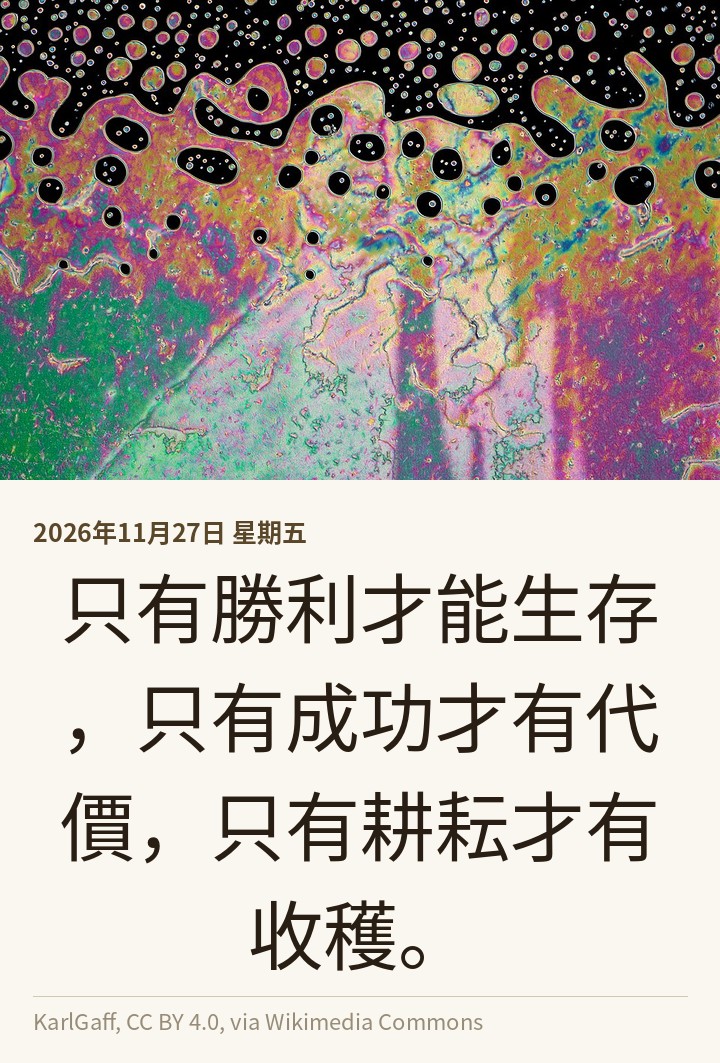 2026年11月27日 星期五
只有勝利才能生存
，只有成功才有代
價，只有耕耘才有
收穫。
KarlGaff, CC BY 4.0, via Wikimedia Commons